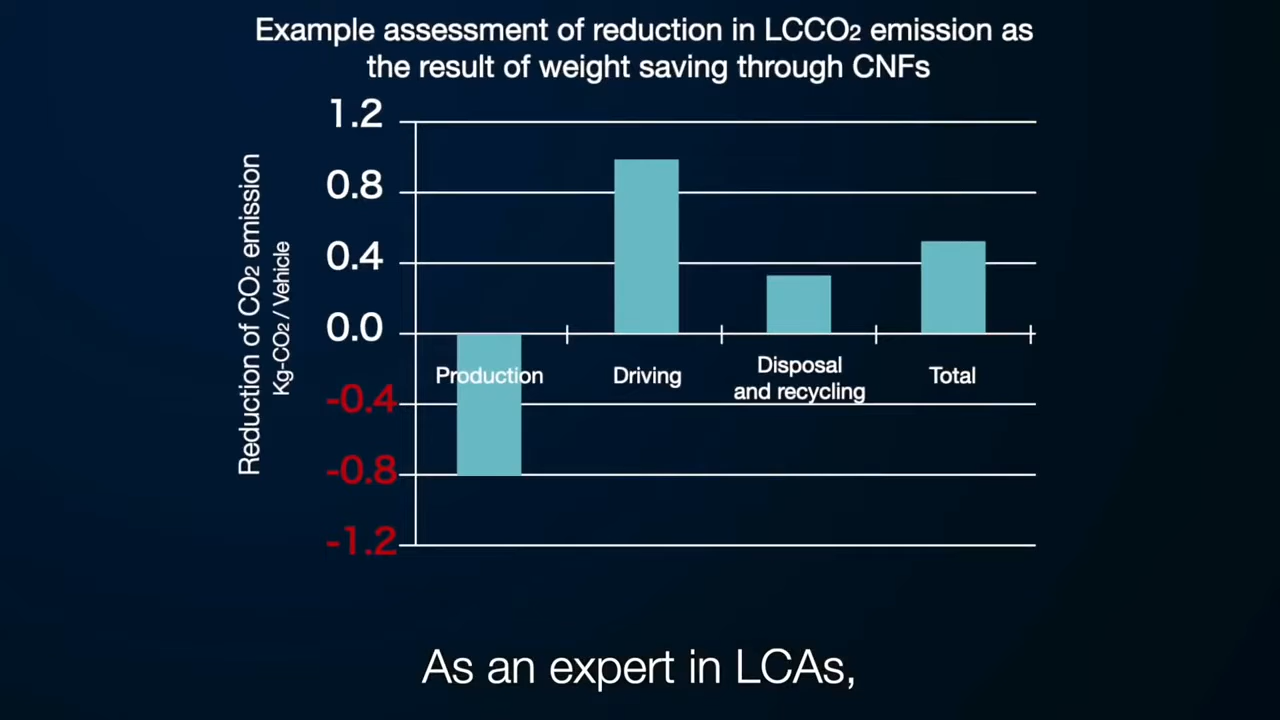 Example assessment of reduction in LCCO₂ emission as
the result of weight saving through CNFs
1.2
0.8
0.4
0.0
-0.4
-0.8
-1.2
Reduction of CO₂ emission
Kg-CO₂ / Vehicle
Production
Driving
Disposal
and recycling
Total
As an expert in LCAs,